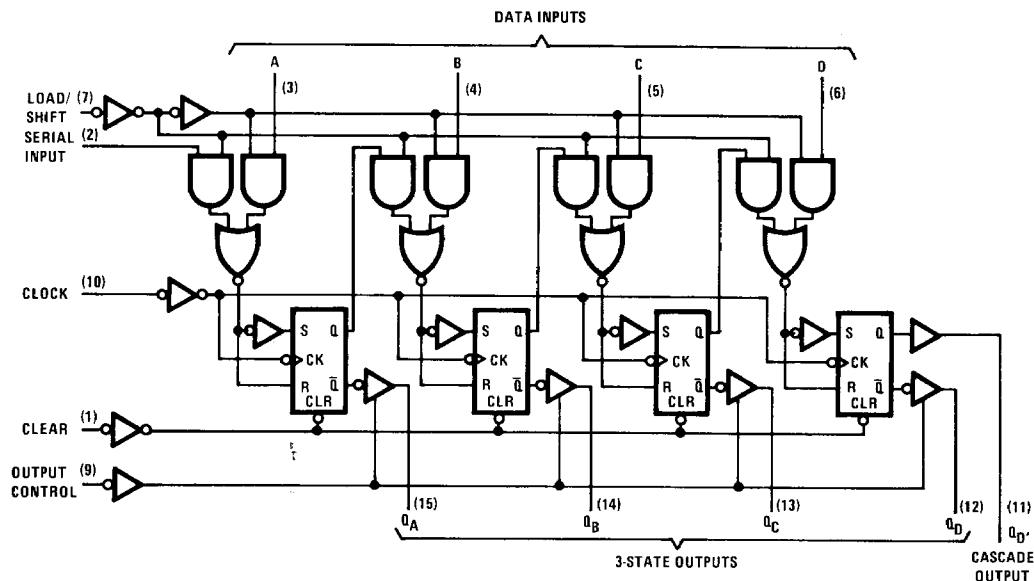 DATA INPUTS
A B C D
(3) (4) (5) (6)
LOAD/ (7)
SHIFT
SERIAL (2)
INPUT
CLOCK (10)
S Q S Q S Q S Q
CK CK CK CK
R Q̅ R Q̅ R Q̅ R Q̅
CLR CLR CLR CLR
CLEAR (1)
OUTPUT (9)
CONTROL
(15) (14) (13) (12) (11)
QA QB QC QD QD'
3-STATE OUTPUTS
CASCADE
OUTPUT